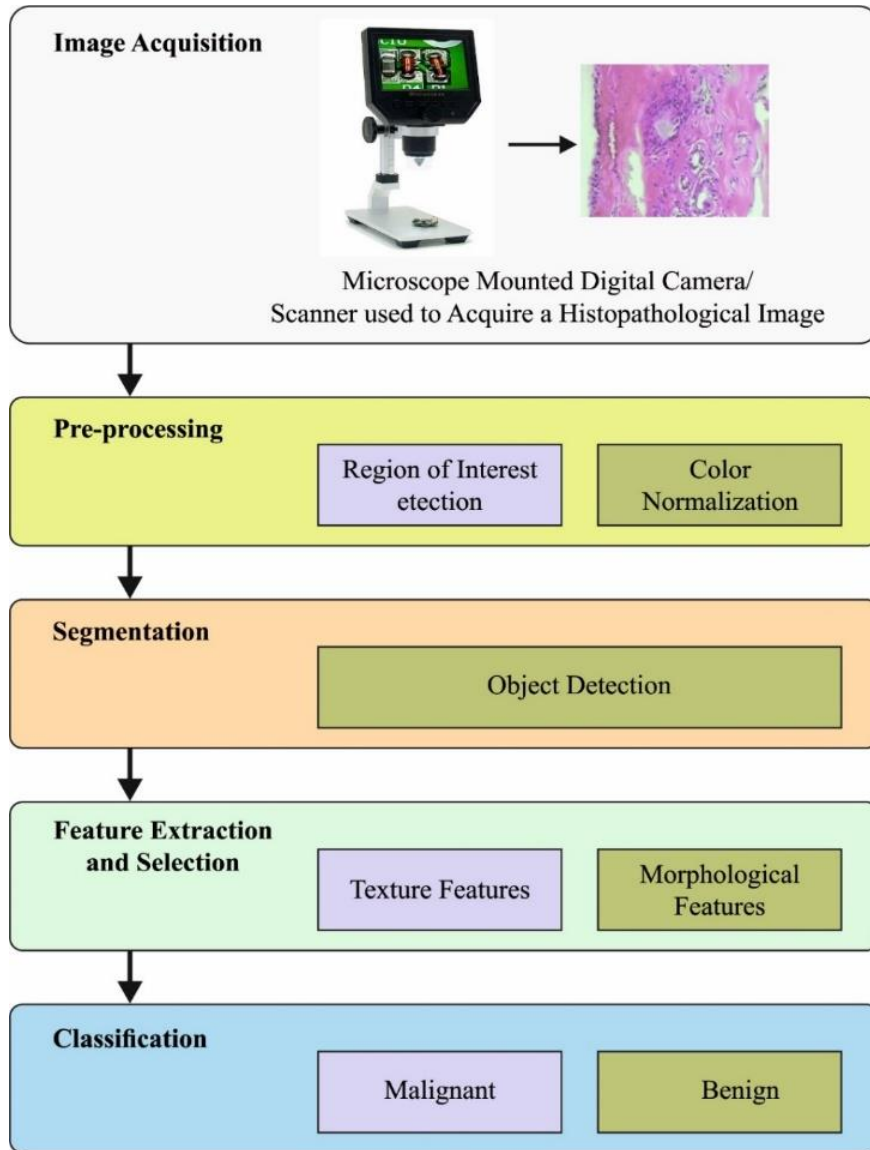 Image Acquisition
Microscope Mounted Digital Camera/
Scanner used to Acquire a Histopathological Image
Pre-processing
Region of Interest
etection
Color
Normalization
Segmentation
Object Detection
Feature Extraction
and Selection
Texture Features
Morphological
Features
Classification
Malignant
Benign